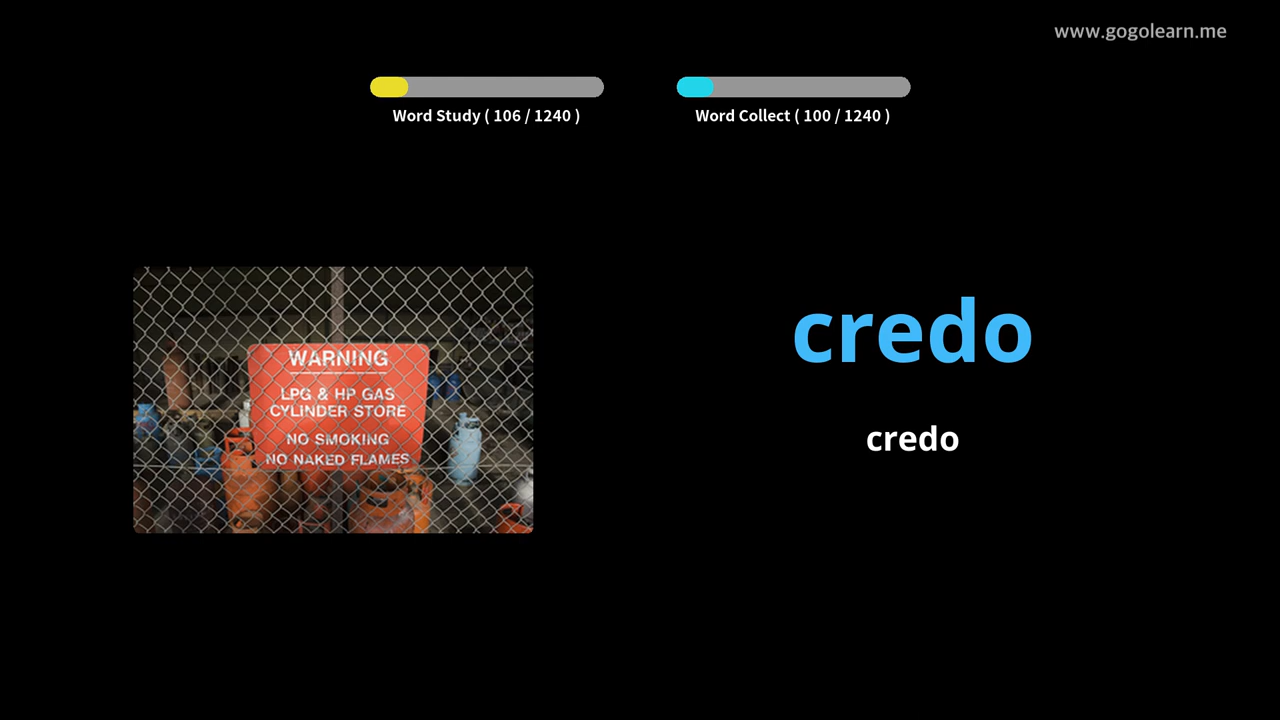 www.gogolearn.me
Word Study ( 106 / 1240 )
Word Collect ( 100 / 1240 )
WARNING
LPG & HP GAS
CYLINDER STORE
NO SMOKING
NO NAKED FLAMES
credo
credo